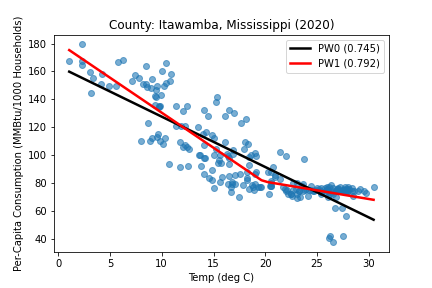 County: Itawamba, Mississippi (2020)
Per-Capita Consumption (MMBtu/1000 Households)
180
160
140
120
100
80
60
40
PW0 (0.745)
PW1 (0.792)
0 5 10 15 20 25 30
Temp (deg C)